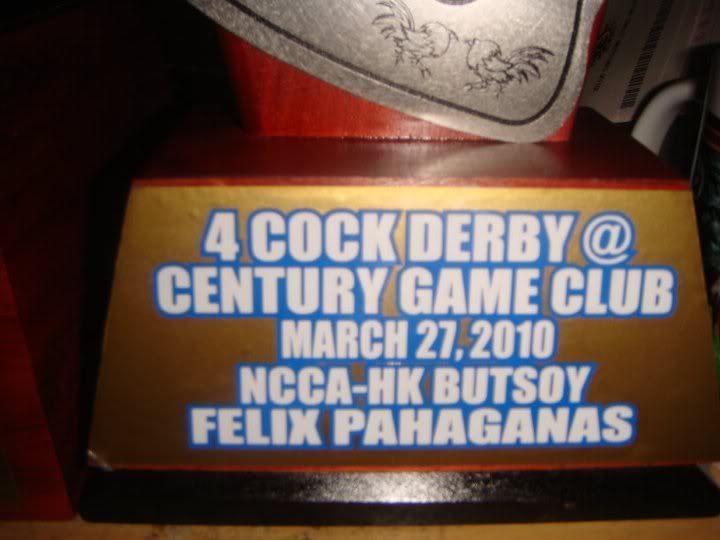 4 COCK DERBY @
CENTURY GAME CLUB
MARCH 27, 2010
NCCA-HK BUTSOY
FELIX PAHAGANAS